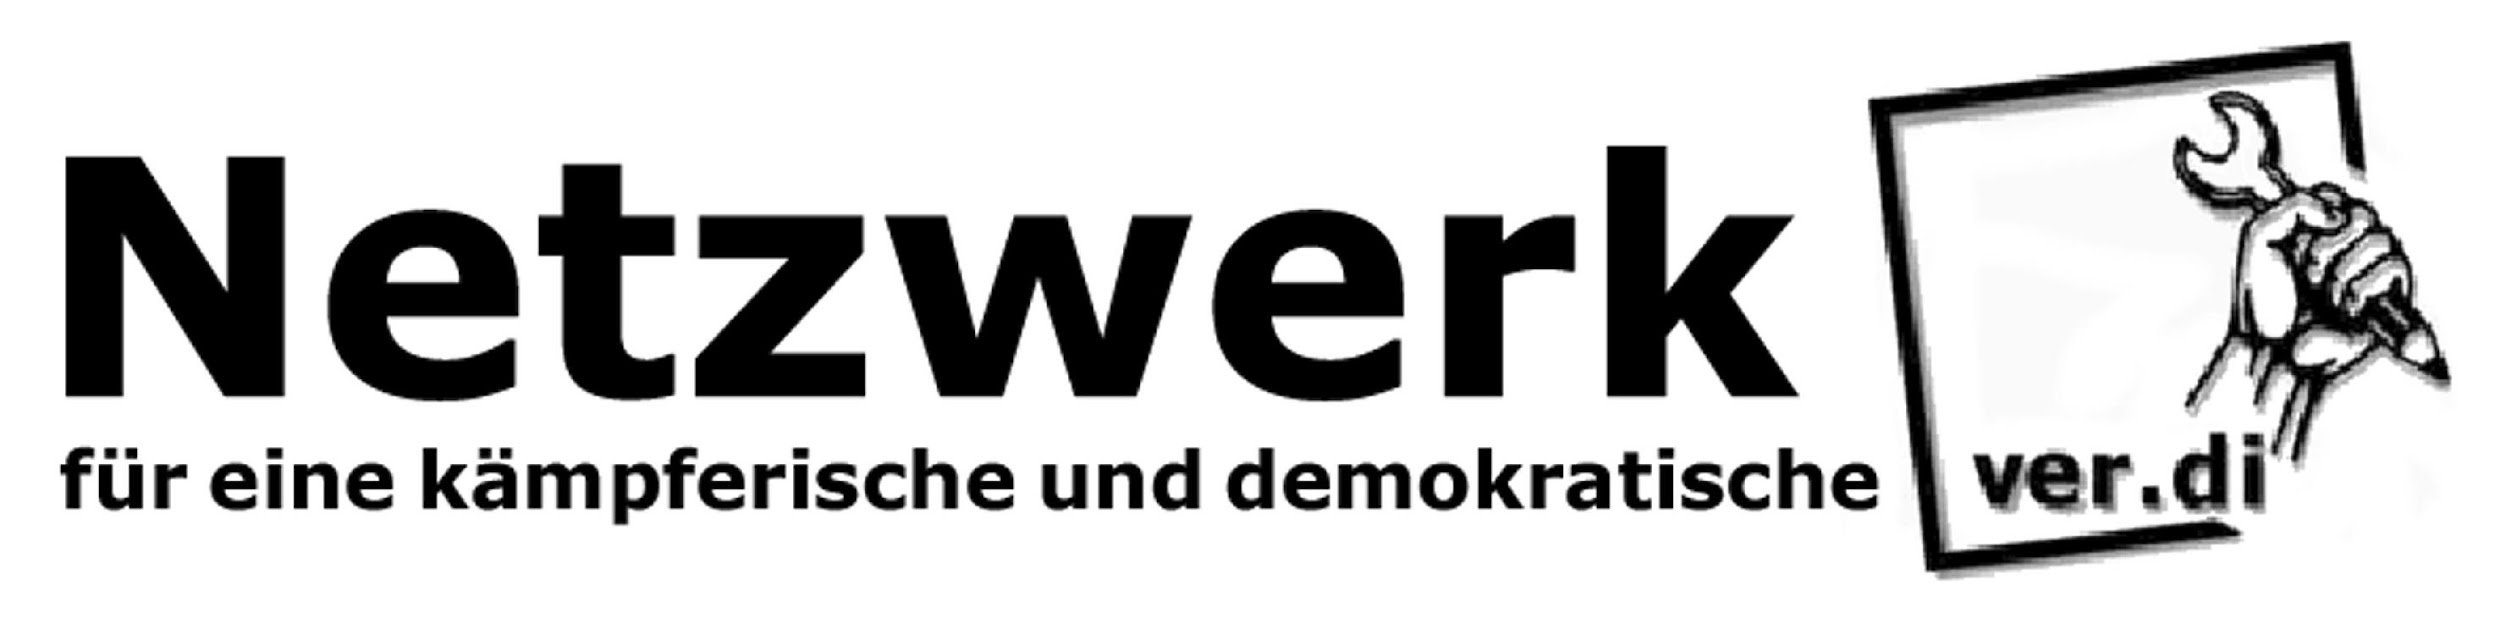 Netzwerk
für eine kämpferische und demokratische ver.di